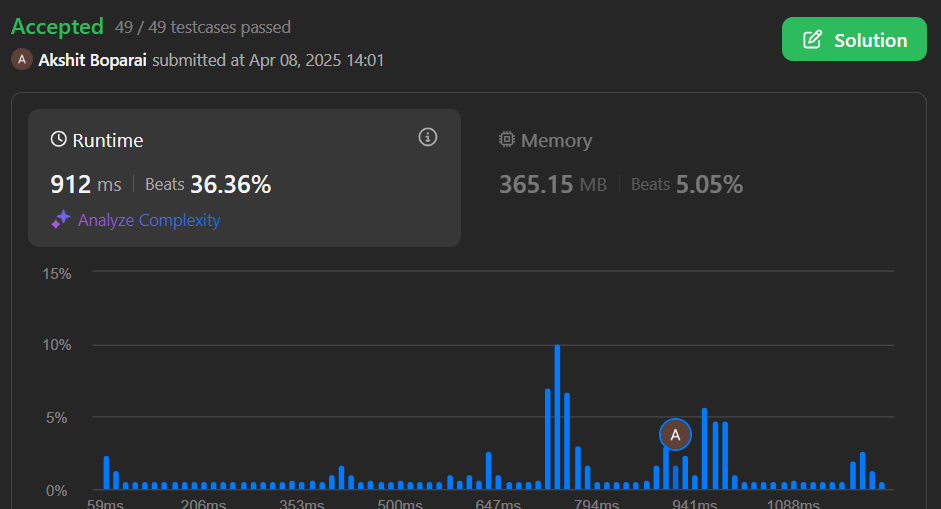 Accepted 49 / 49 testcases passed
Solution
A Akshit Boparai submitted at Apr 08, 2025 14:01
Runtime
Memory
912 ms | Beats 36.36%
365.15 MB | Beats 5.05%
Analyze Complexity
15%
10%
5%
A
0%
59ms 206ms 353ms 500ms 647ms 794ms 941ms 1088ms